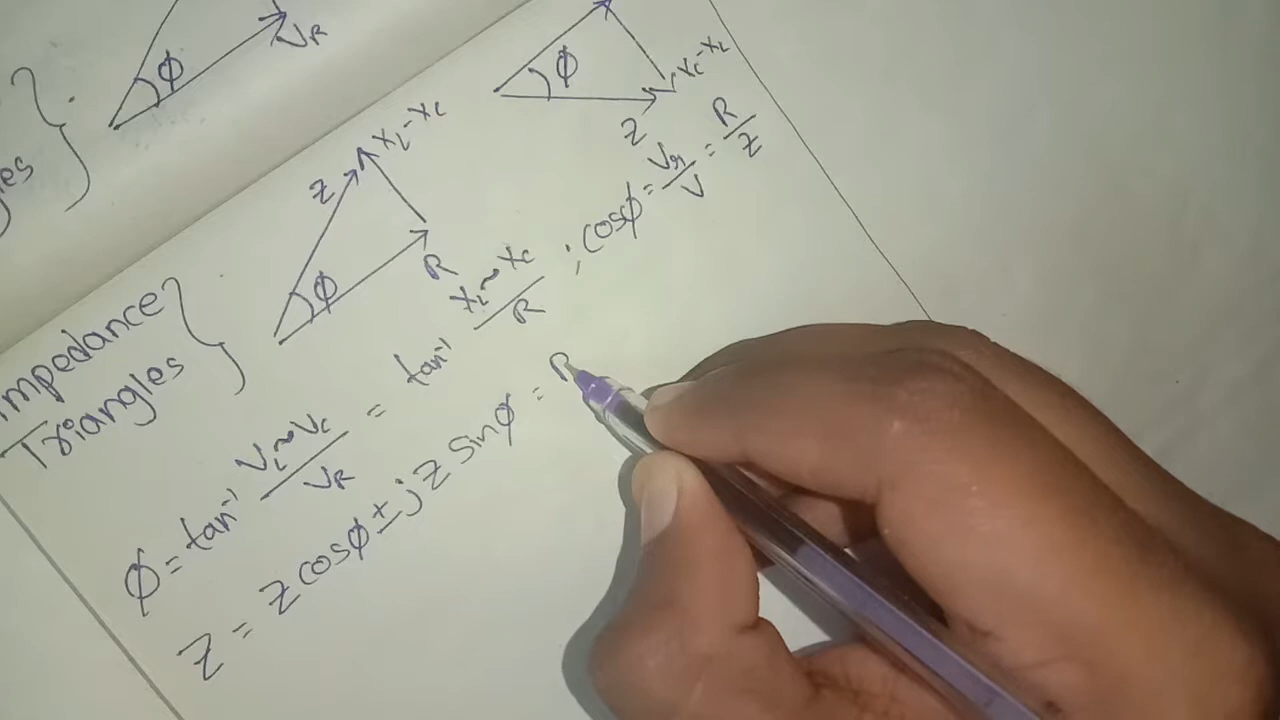 V_R
ϕ
les }
X_C-X_L
ϕ
Z
X_L-X_C
Z
ϕ
R
Impedance
Triangles }
ϕ = tan⁻¹ V_L~V_C / V_R = tan⁻¹ X_L~X_C / R ; cosϕ = V_R / V = R / Z
Z = Z cosϕ ± j Z sinϕ = R